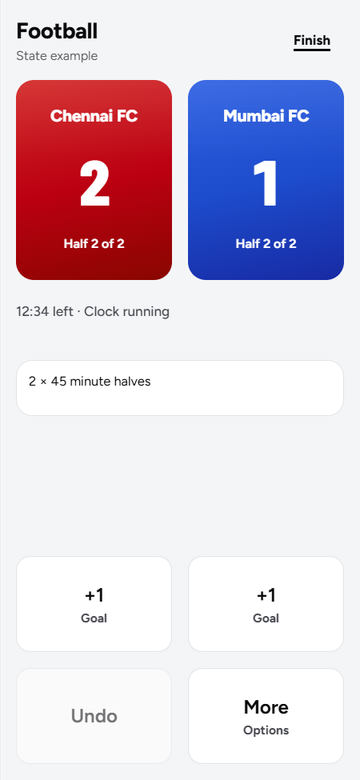 Football
Finish
State example
Chennai FC
2
Half 2 of 2
Mumbai FC
1
Half 2 of 2
12:34 left · Clock running
2 × 45 minute halves
+1
Goal
+1
Goal
Undo
More
Options